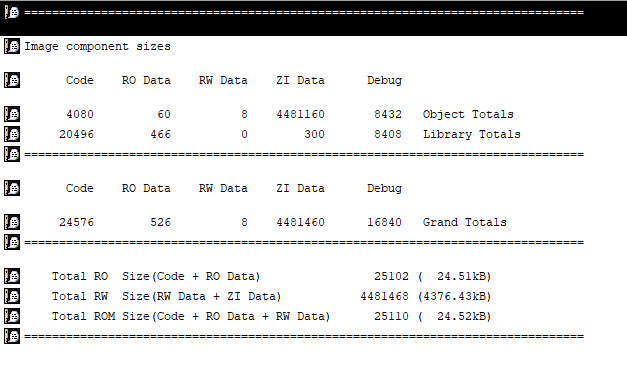 ================================================================================
Image component sizes
Code RO Data RW Data ZI Data Debug
4080 60 8 4481160 8432 Object Totals
20496 466 0 300 8408 Library Totals
================================================================================
Code RO Data RW Data ZI Data Debug
24576 526 8 4481460 16840 Grand Totals
================================================================================
Total RO Size(Code + RO Data) 25102 ( 24.51kB)
Total RW Size(RW Data + ZI Data) 4481468 (4376.43kB)
Total ROM Size(Code + RO Data + RW Data) 25110 ( 24.52kB)
================================================================================